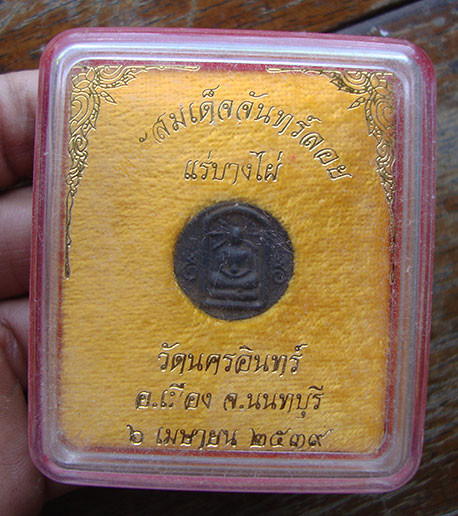 สมเด็จจันทร์ลอย
แร่บางไผ่
วัดนครอินทร์
อ.เมือง จ.นนทบุรี
๖ เมษายน ๒๕๓๙